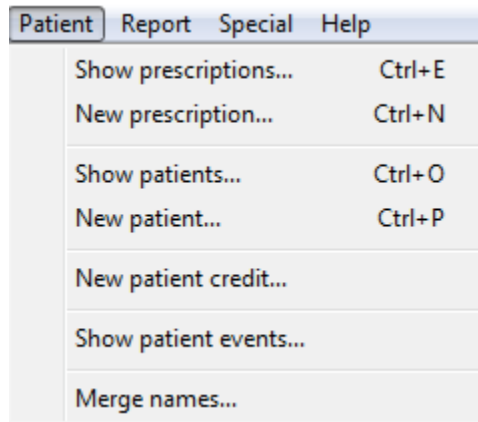 Patient Report Special Help
Show prescriptions... Ctrl+E
New prescription... Ctrl+N
Show patients... Ctrl+O
New patient... Ctrl+P
New patient credit...
Show patient events...
Merge names...